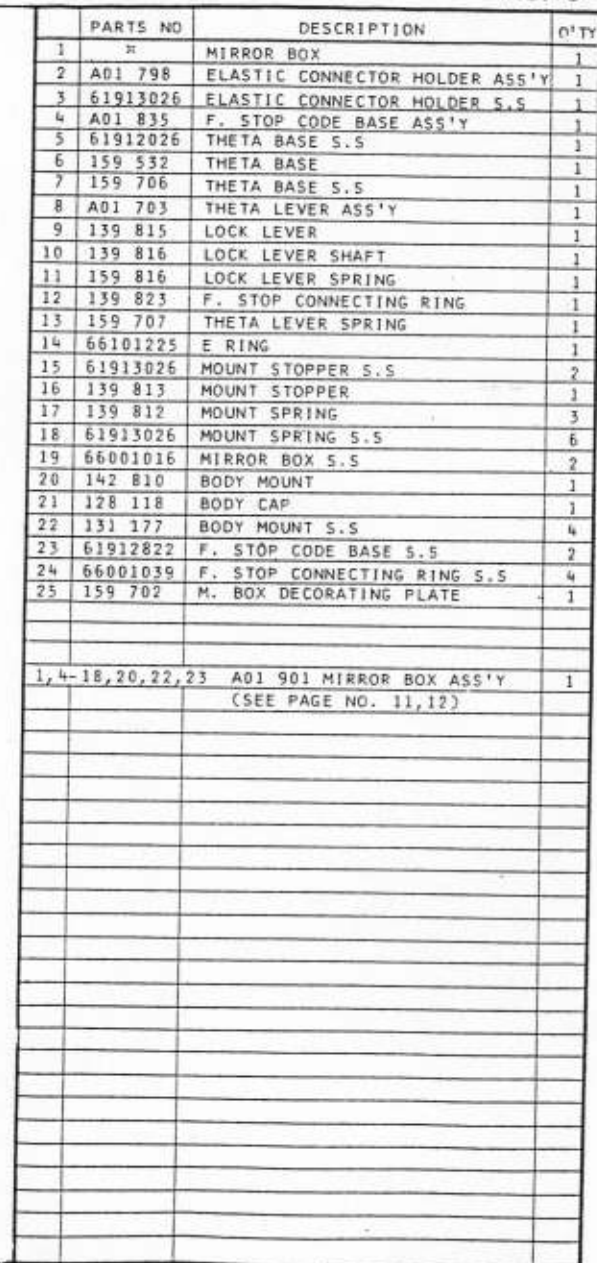 PARTS NO DESCRIPTION Q'TY
1 ¤ MIRROR BOX 1
2 A01 798 ELASTIC CONNECTOR HOLDER ASS'Y 1
3 61913026 ELASTIC CONNECTOR HOLDER S.S 1
4 A01 835 F. STOP CODE BASE ASS'Y 1
5 61912026 THETA BASE S.S 1
6 159 532 THETA BASE 1
7 159 706 THETA BASE S.S 1
8 A01 703 THETA LEVER ASS'Y 1
9 139 815 LOCK LEVER 1
10 139 816 LOCK LEVER SHAFT 1
11 159 816 LOCK LEVER SPRING 1
12 139 823 F. STOP CONNECTING RING 1
13 159 707 THETA LEVER SPRING 1
14 66101225 E RING 1
15 61913026 MOUNT STOPPER S.S 2
16 139 813 MOUNT STOPPER 1
17 139 812 MOUNT SPRING 3
18 61913026 MOUNT SPRING S.S 6
19 66001016 MIRROR BOX S.S 2
20 142 810 BODY MOUNT 1
21 128 118 BODY CAP 1
22 131 177 BODY MOUNT S.S 4
23 61912822 F. STOP CODE BASE S.S 2
24 66001039 F. STOP CONNECTING RING S.S 4
25 159 702 M. BOX DECORATING PLATE 1
1,4-18,20,22,23 A01 901 MIRROR BOX ASS'Y 1
(SEE PAGE NO. 11,12)